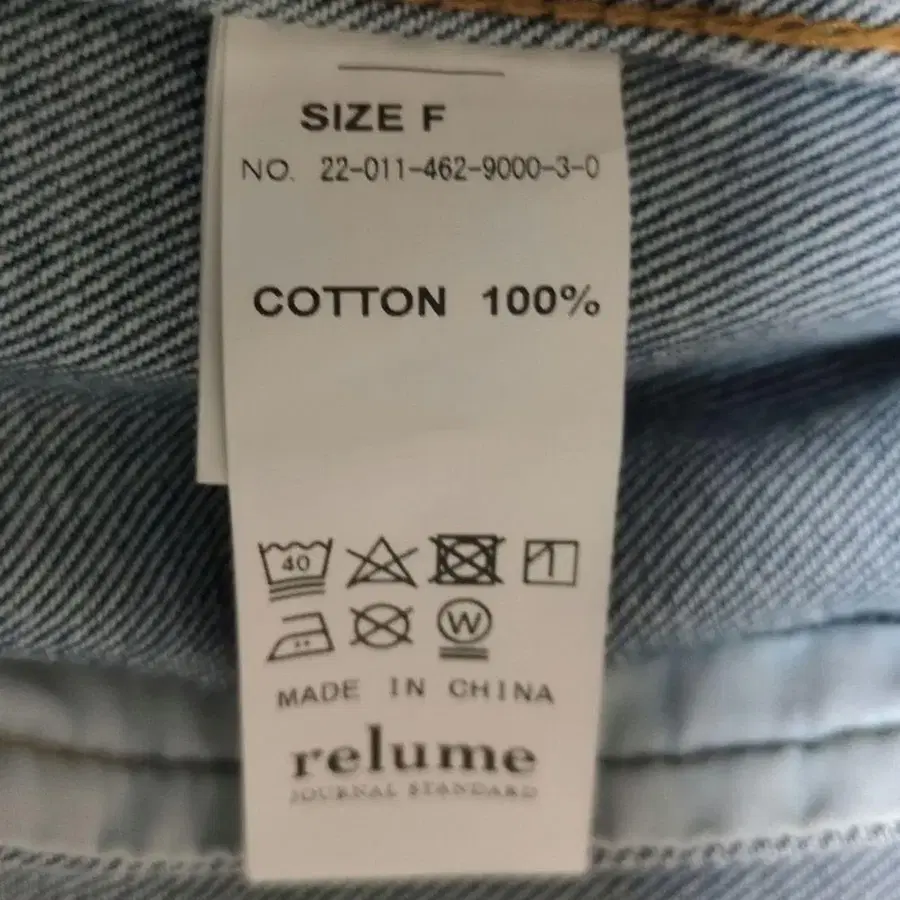 SIZE F
NO. 22-011-462-9000-3-0
COTTON 100%
40
W
MADE IN CHINA
relume
JOURNAL STANDARD